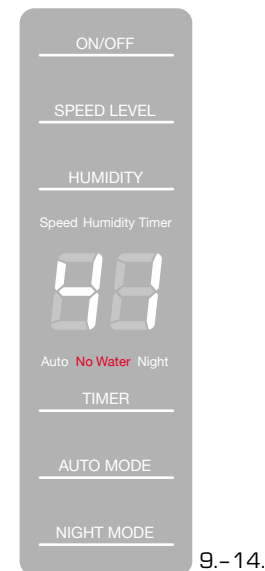 ON/OFF
SPEED LEVEL
HUMIDITY
Speed Humidity Timer
41
Auto No Water Night
TIMER
AUTO MODE
NIGHT MODE
9.–14.